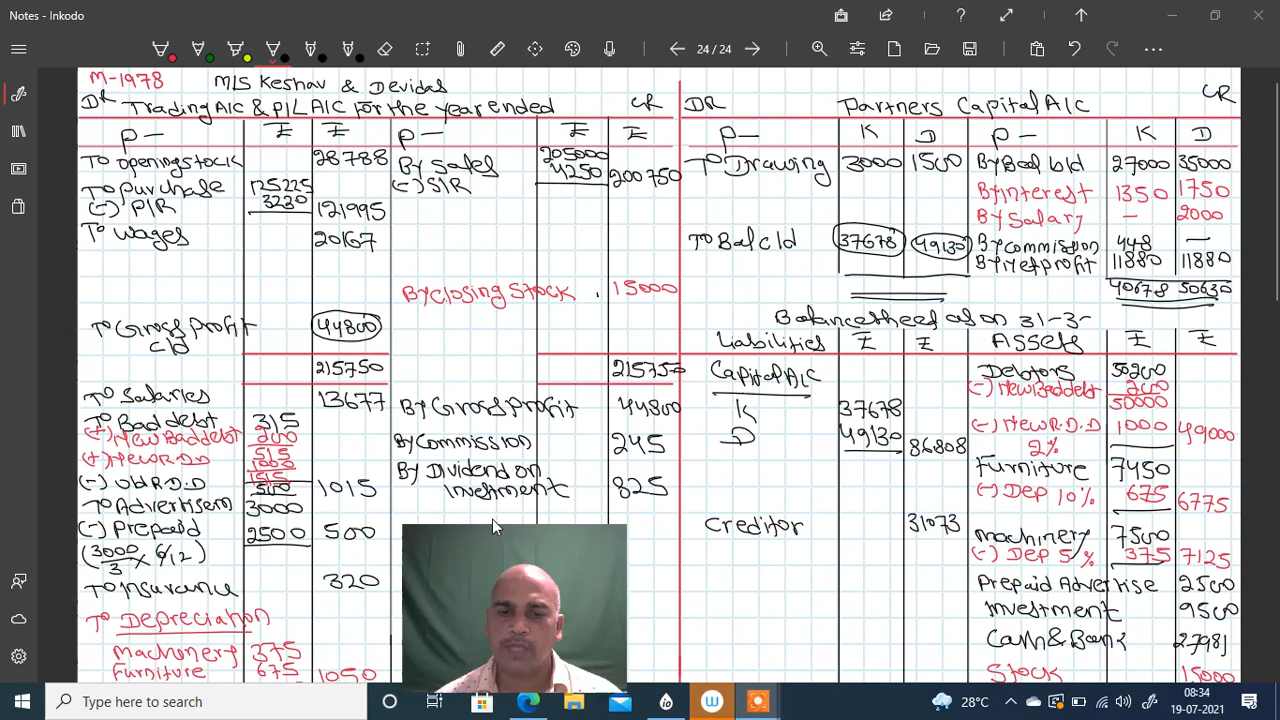 Notes - Inkodo
24 / 24
M-1978 M/S Keshav & Devidas
DR Trading A/C & P/L A/C For the year ended CR
P— ₹ ₹ P— ₹ ₹
To opening stock 28788 By Sales 205000
(-) S/R 4250 200750
To Purchase 125225
(-) P/R 3230 121995
To Wages 20167
By Closing Stock 15000
To Gross Profit c/d 44800
215750 215750
To Salaries 13677 By Gross Profit 44800
To Bad debt 315
(+) New Bad debt 200
515
(+) New R.D.D 1000
1515
(-) Old R.D.D 500 1015
By Commission 245
By Dividend on
Investment 825
To Advertisem 3000
(-) Prepaid 2500 500
(3000/3 x 6/12)
To Insurance 320
To Depreciation
Machonery 375
Furniture 675 1050
DR Partners Capital A/C CR
P— K D P— K D
To Drawing 3000 1500 By Bal b/d 27000 35000
By Interest 1350 1750
By Salary — 2000
To Bal c/d 37678 49130 By commission 448 —
By Net profit 11880 11880
40678 50630
Balance sheet as on 31-3-
Liabilities ₹ ₹ Assets ₹ ₹
Capital A/C
K 37678
D 49130 86808
Creditor 31073
Debtors 50200
(-) New Bad debt 200
50000
(-) New R.D.D 1000 49000
2%
Furniture 7450
(-) Dep 10% 675 6775
machinery 7500
(-) Dep 5% 375 7125
Prepaid Advertise 2500
Investment 9500
Cash & Bank 27981
Stock 15000
Type here to search
28°C
08:34
19-07-2021